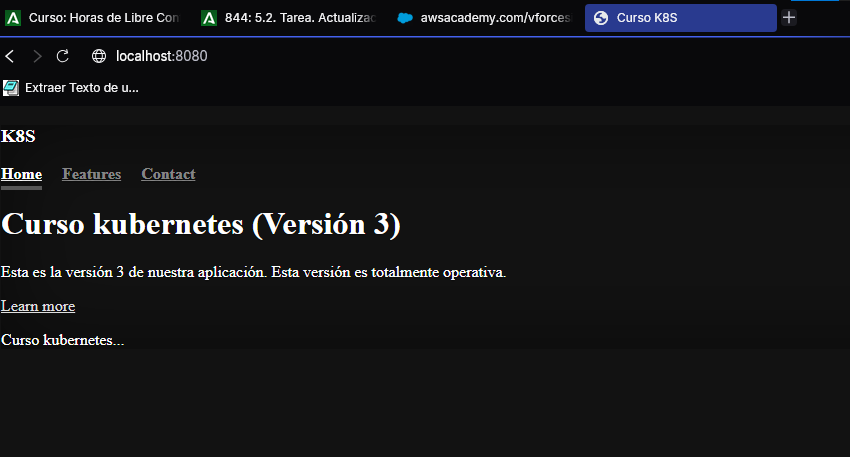 Curso: Horas de Libre Con
844: 5.2. Tarea. Actualizac
awsacademy.com/vforces
Curso K8S
localhost:8080
Extraer Texto de u...
K8S
Home Features Contact
Curso kubernetes (Versión 3)
Esta es la versión 3 de nuestra aplicación. Esta versión es totalmente operativa.
Learn more
Curso kubernetes...